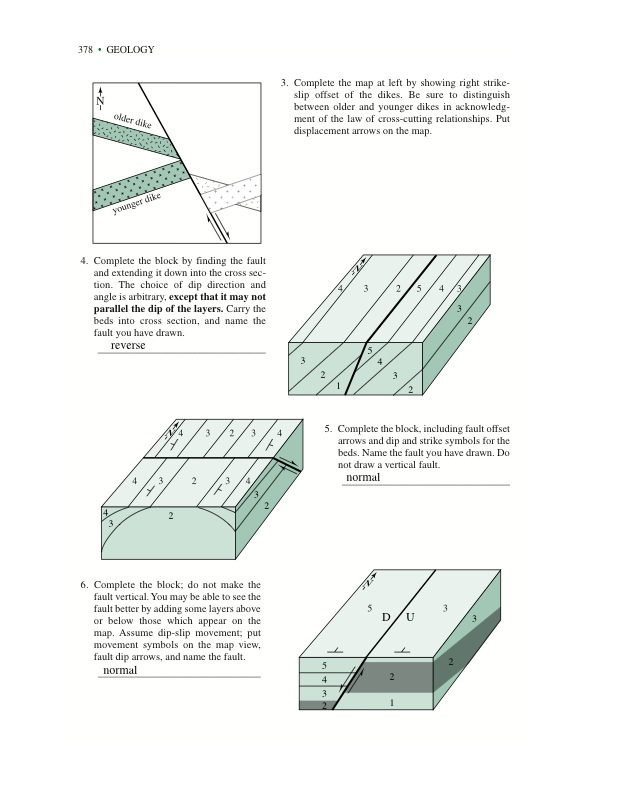 378 • GEOLOGY
N
older dike
younger dike
3. Complete the map at left by showing right strike-
slip offset of the dikes. Be sure to distinguish
between older and younger dikes in acknowledg-
ment of the law of cross-cutting relationships. Put
displacement arrows on the map.
4. Complete the block by finding the fault
and extending it down into the cross sec-
tion. The choice of dip direction and
angle is arbitrary, except that it may not
parallel the dip of the layers. Carry the
beds into cross section, and name the
fault you have drawn.
reverse
N
4 3 2 5 4 3
3
2
3 2 1 5 4 3 2
N
4 3 2 3 4
4 3 2 3 4
3
2
4
3
2
5. Complete the block, including fault offset
arrows and dip and strike symbols for the
beds. Name the fault you have drawn. Do
not draw a vertical fault.
normal
6. Complete the block; do not make the
fault vertical. You may be able to see the
fault better by adding some layers above
or below those which appear on the
map. Assume dip-slip movement; put
movement symbols on the map view,
fault dip arrows, and name the fault.
normal
N
5 D U 3
3
2
5
4
3
2
2
1